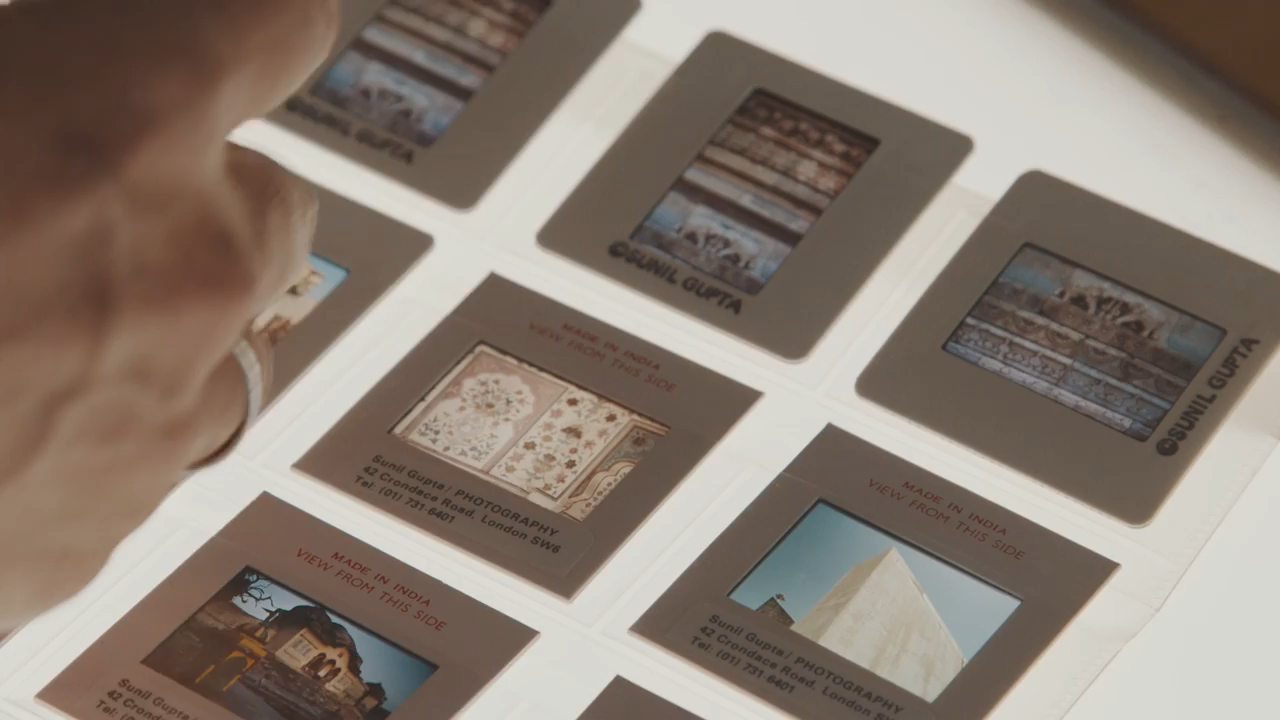 ©SUNIL GUPTA
©SUNIL GUPTA
©SUNIL GUPTA
MADE IN INDIA
VIEW FROM THIS SIDE
Sunil Gupta / PHOTOGRAPHY
42 Crondace Road, London SW6
Tel: (01) 731-6401
MADE IN INDIA
VIEW FROM THIS SIDE
Sunil Gupta / PHOTOGRAPHY
42 Crondace Road, London
Tel: (01) 731-6401
MADE IN INDIA
VIEW FROM THIS SIDE
Sunil Gupta
42 Crondace
Tel: